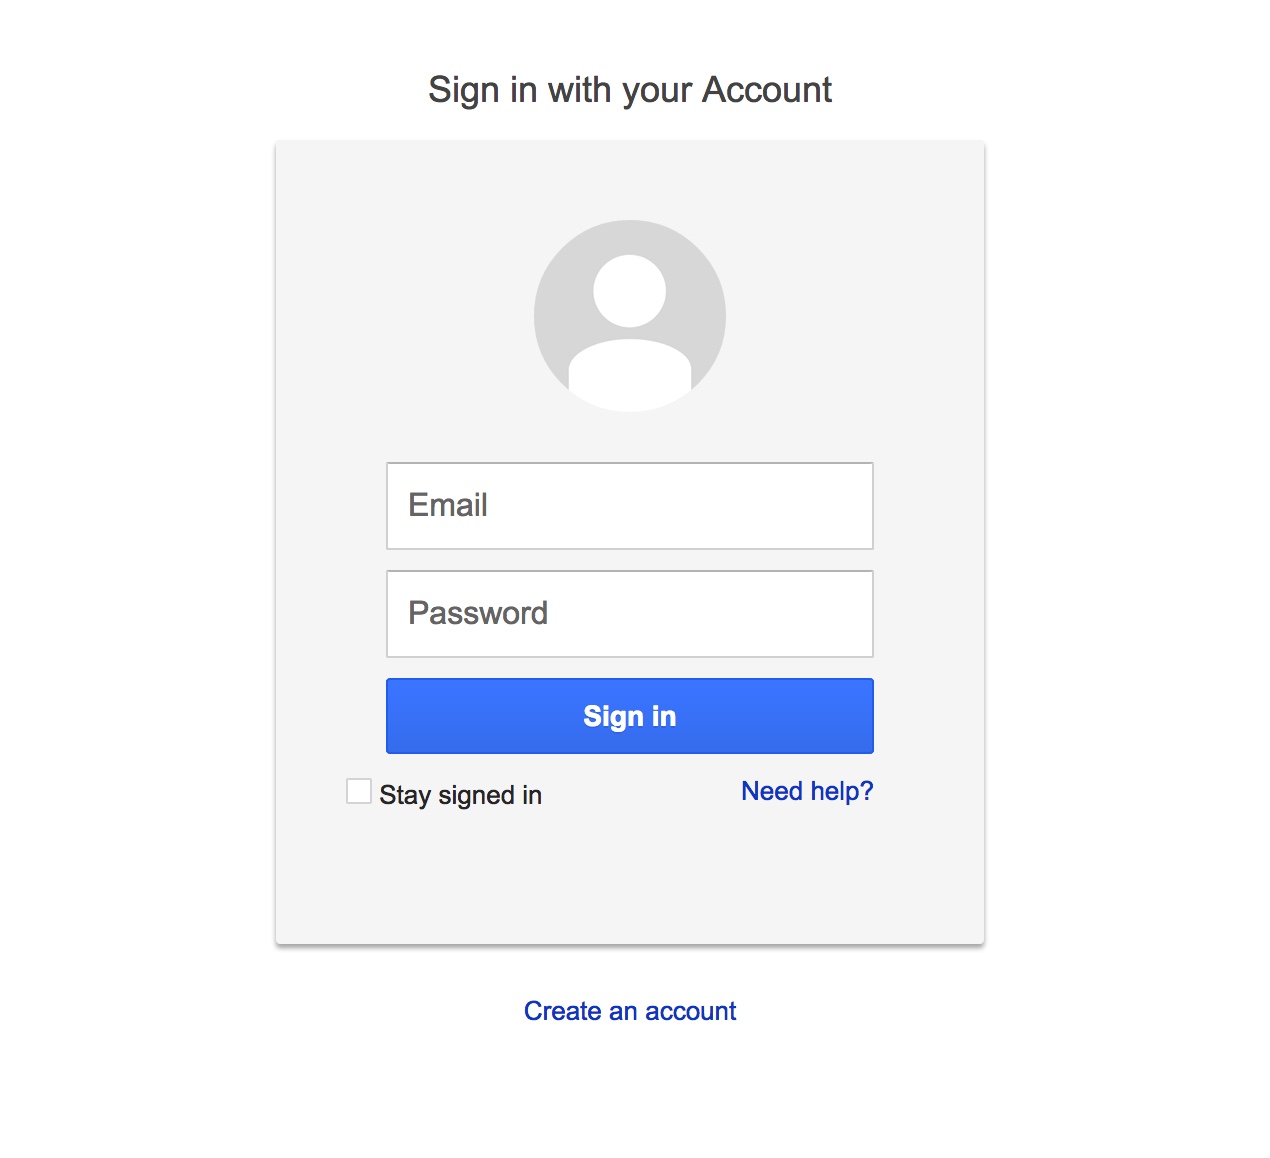 Sign in with your Account
Email
Password
Sign in
Stay signed in
Need help?
Create an account